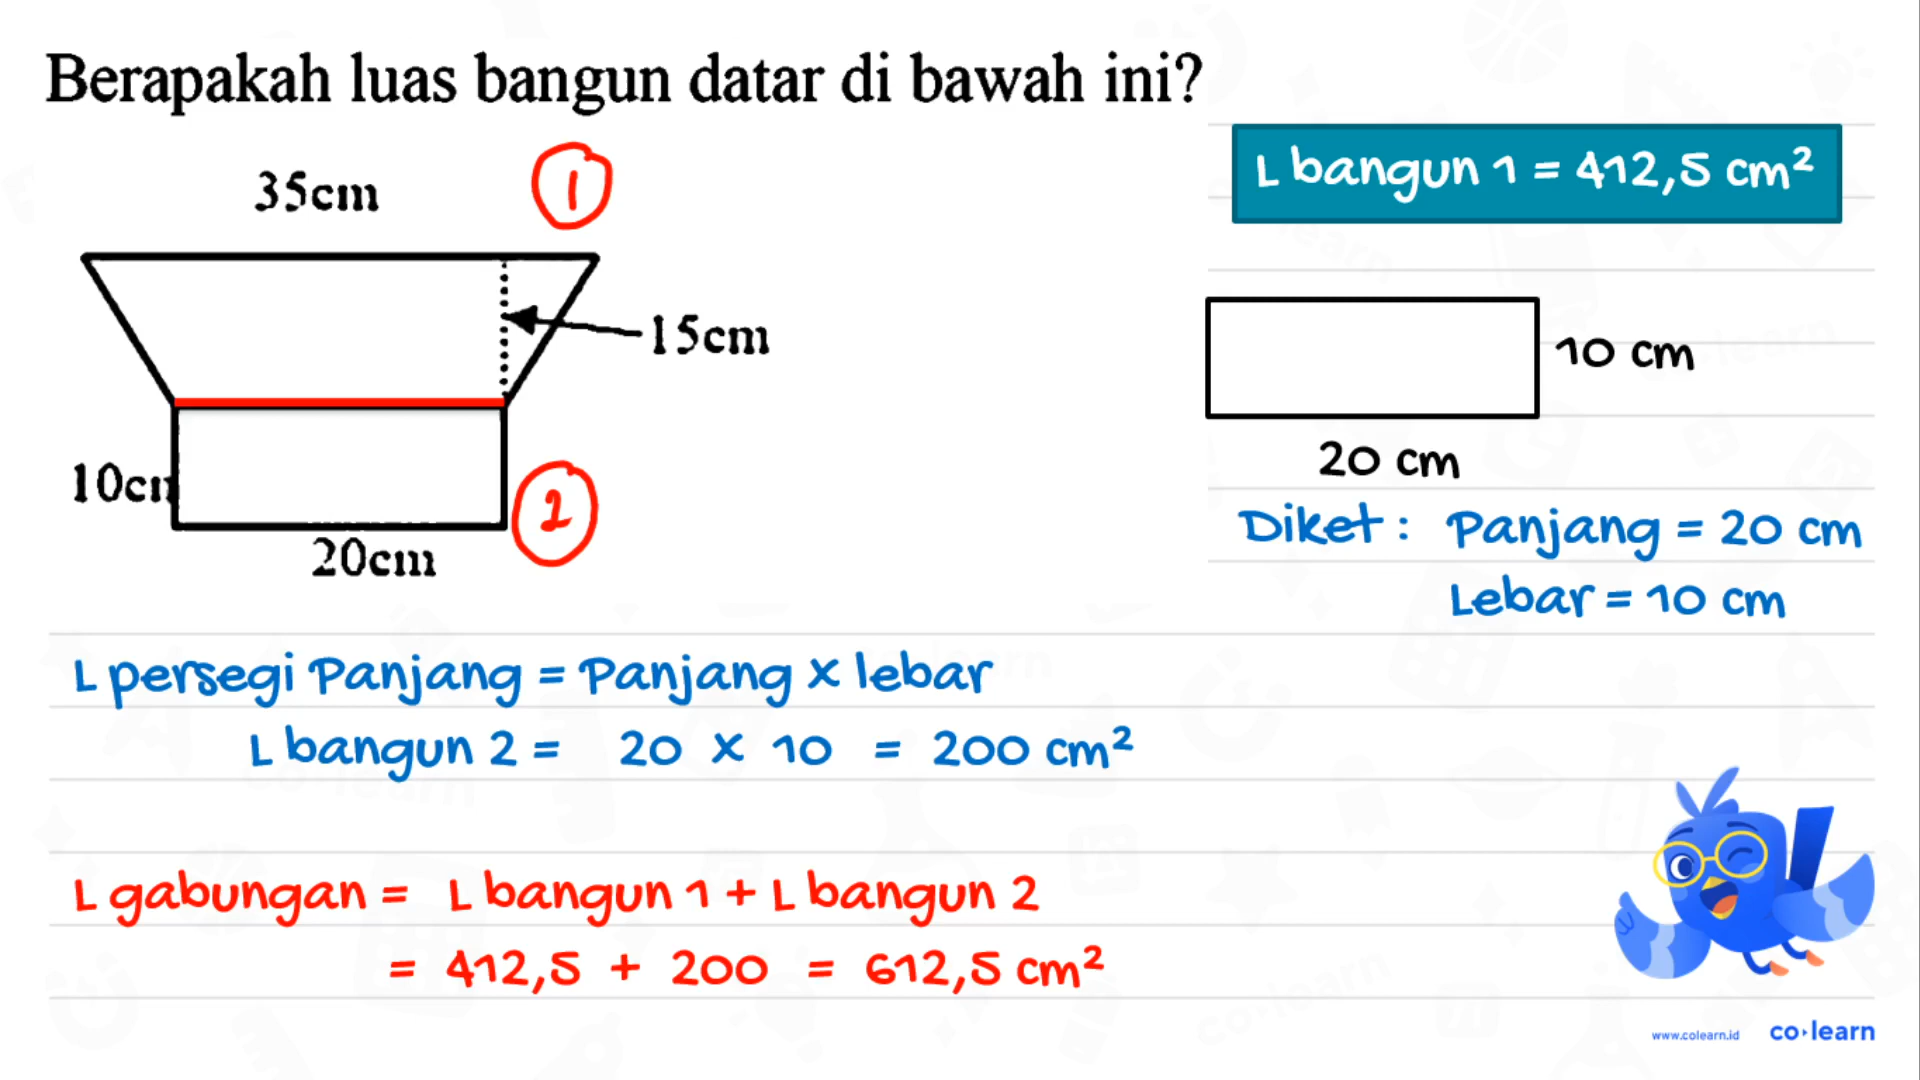 Berapakah luas bangun datar di bawah ini?
35cm
1
15cm
10cm
2
20cm
L bangun 1 = 412,5 cm²
10 cm
20 cm
Diket : Panjang = 20 cm
Lebar = 10 cm
L persegi Panjang = Panjang x lebar
L bangun 2 = 20 x 10 = 200 cm²
L gabungan = L bangun 1 + L bangun 2
= 412,5 + 200 = 612,5 cm²
www.colearn.id co·learn